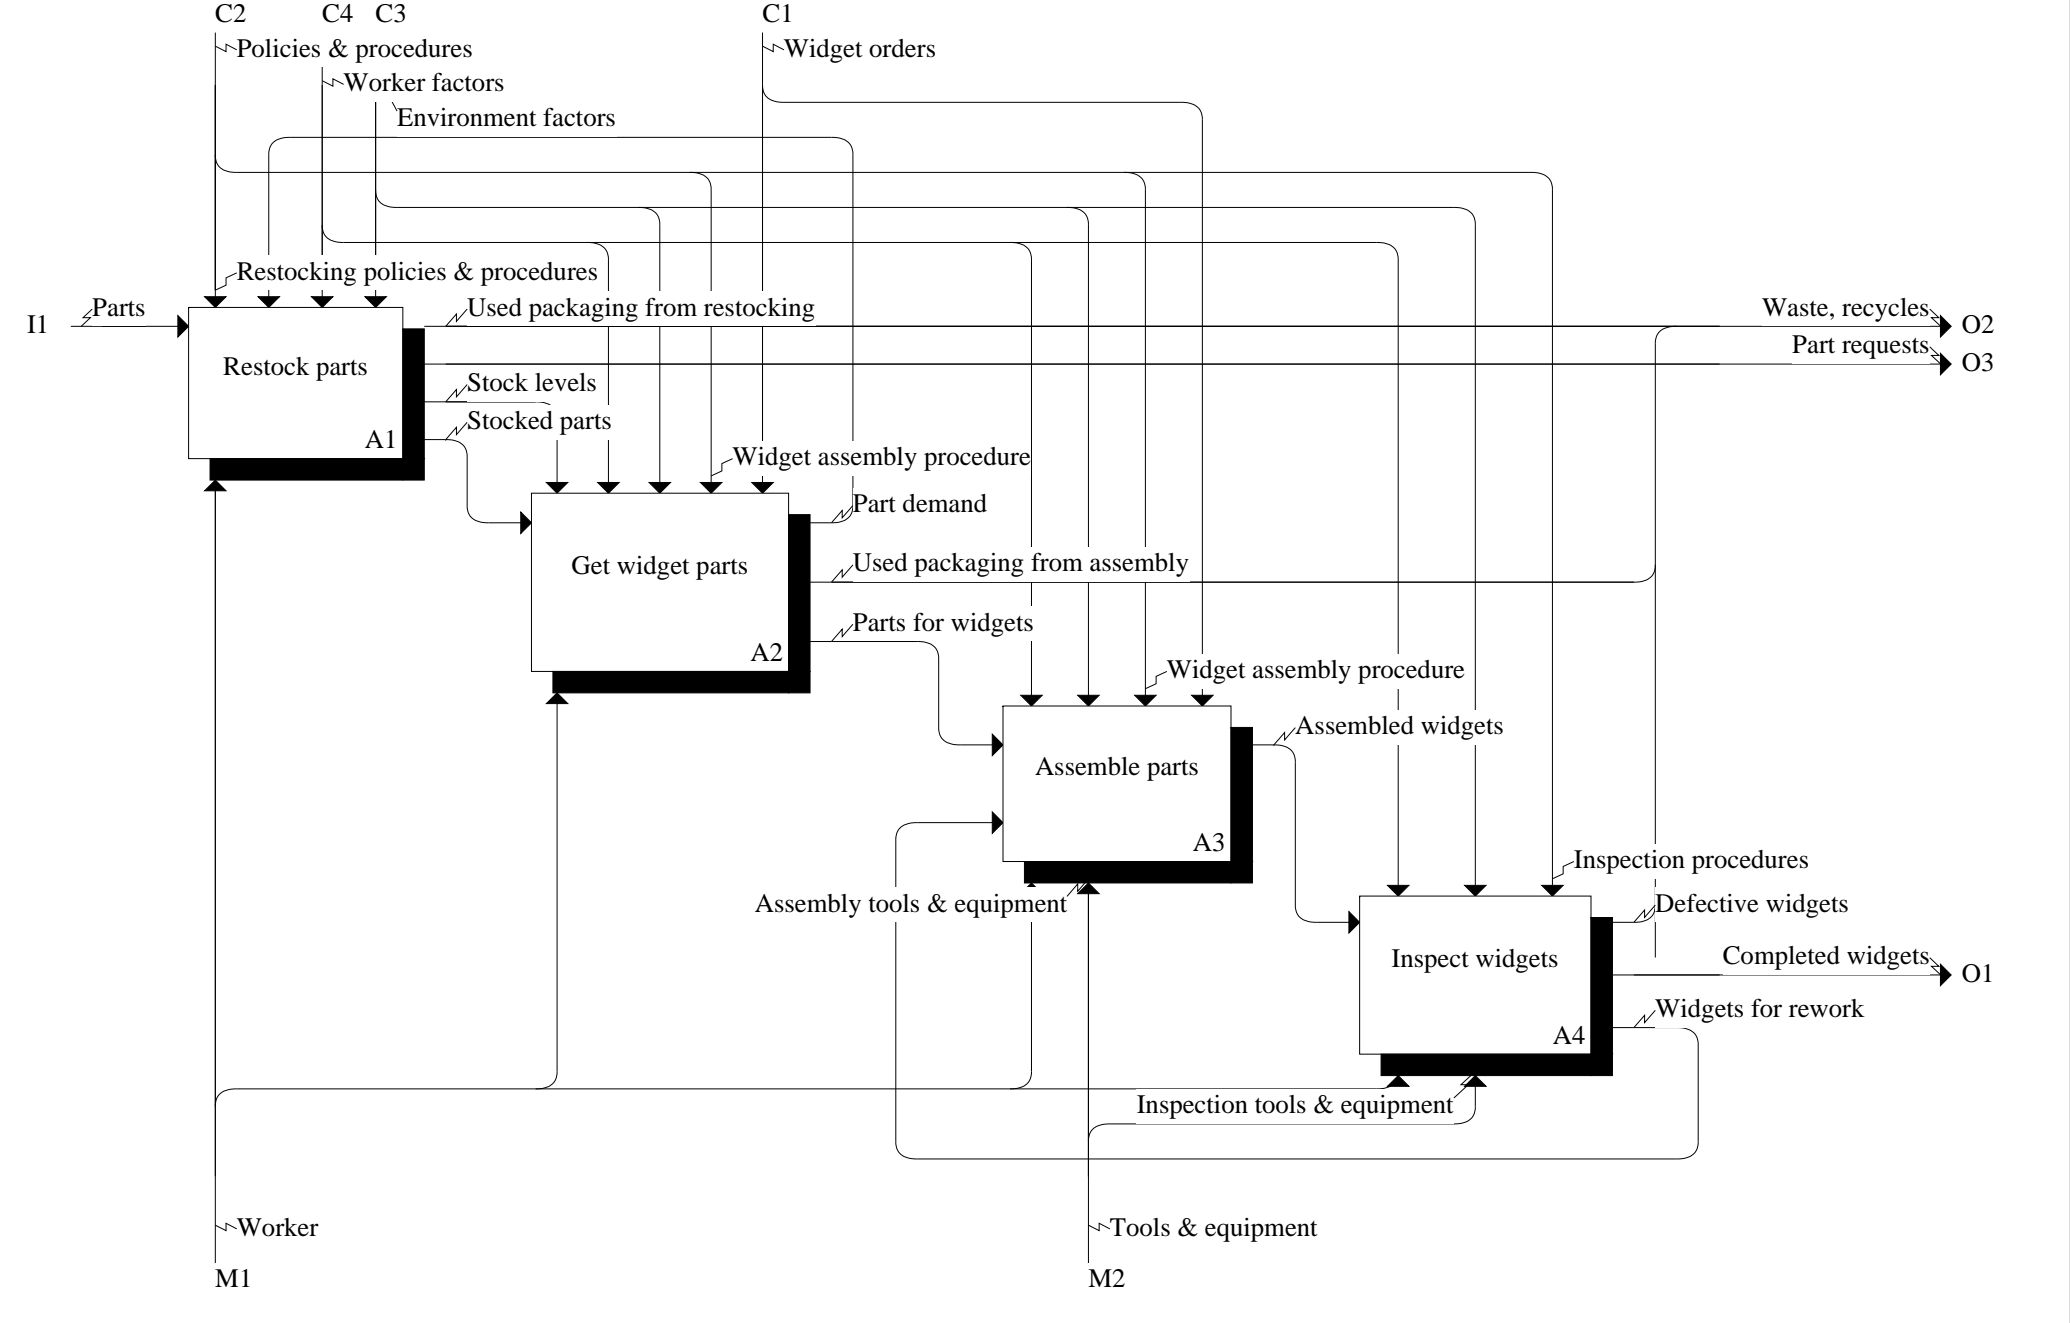 C2
C4
C3
C1
Policies & procedures
Widget orders
Worker factors
Environment factors
Restocking policies & procedures
Parts
Used packaging from restocking
Waste, recycles
I1
O2
Part requests
Restock parts
O3
Stock levels
Stocked parts
A1
Widget assembly procedure
Part demand
Get widget parts
Used packaging from assembly
Parts for widgets
A2
Widget assembly procedure
Assembled widgets
Assemble parts
A3
Inspection procedures
Assembly tools & equipment
Defective widgets
Inspect widgets
Completed widgets
O1
Widgets for rework
A4
Inspection tools & equipment
Worker
Tools & equipment
M1
M2